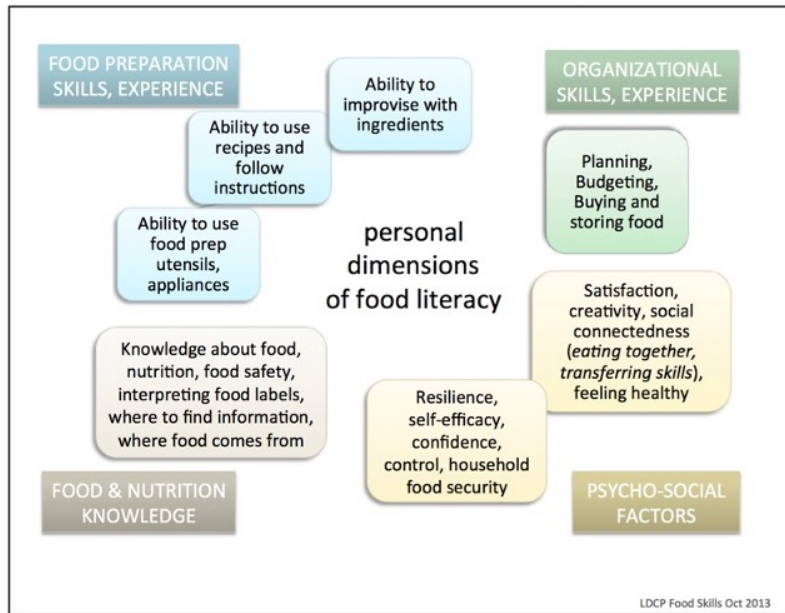 FOOD PREPARATION
SKILLS, EXPERIENCE
Ability to
improvise with
ingredients
ORGANIZATIONAL
SKILLS, EXPERIENCE
Ability to use
recipes and
follow
instructions
Planning,
Budgeting,
Buying and
storing food
Ability to use
food prep
utensils,
appliances
personal
dimensions
of food literacy
Satisfaction,
creativity, social
connectedness
(eating together,
transferring skills),
feeling healthy
Knowledge about food,
nutrition, food safety,
interpreting food labels,
where to find information,
where food comes from
Resilience,
self-efficacy,
confidence,
control, household
food security
FOOD & NUTRITION
KNOWLEDGE
PSYCHO-SOCIAL
FACTORS
LDCP Food Skills Oct 2013